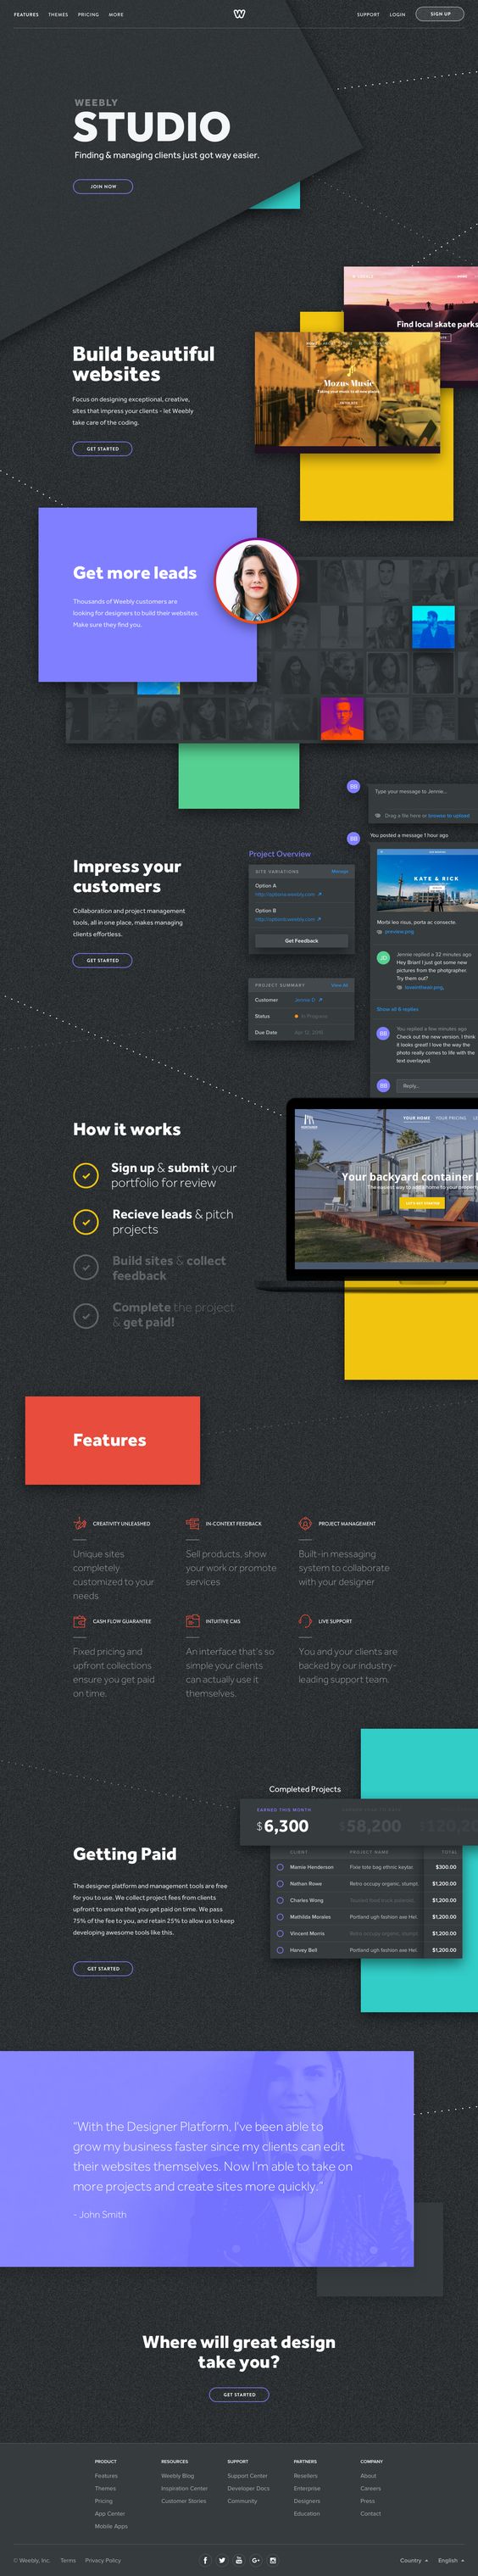 FEATURES THEMES PRICING MORE
SUPPORT LOGIN SIGN UP
WEEBLY
STUDIO
Finding & managing clients just got way easier.
JOIN NOW
Find local skate parks
Build beautiful
websites
Mozus Music
Focus on designing exceptional, creative,
sites that impress your clients - let Weebly
take care of the coding.
GET STARTED
Get more leads
Thousands of Weebly customers are
looking for designers to build their websites.
Make sure they find you.
BB
Type your message to Jennie...
Drag a file here or browse to upload
BB
You posted a message 1 hour ago
KATE & RICK
Morbi leo risus, porta ac consecte.
preview.png
JD
Jennie replied a 32 minutes ago
Hey Brian! I just got some new
pictures from the photographer.
Try them out?
Show all 6 replies
BB
You replied a few minutes ago
Check out the new version. I think
it looks great! I love the way the
photo really comes to life with the
text overlayed.
BB
Reply...
Project Overview
SITE VARIATIONS Manage
Option A
Option B
Get Feedback
Impress your
customers
Collaboration and project management
tools, all in one place, makes managing
clients effortless.
GET STARTED
PROJECT SUMMARY View all
Customer Jennie D.
Status In Progress
Due Date
How it works
Sign up & submit your
portfolio for review
Recieve leads & pitch
projects
Build sites & collect
feedback
Complete the project
& get paid!
YOUR HOME YOUR PRICING
Your backyard container
Features
CREATIVITY UNLEASHED
Unique sites
completely
customized to your
needs
IN-CONTEXT FEEDBACK
Sell products, show
your work or promote
services
PROJECT MANAGEMENT
Built-in messaging
system to collaborate
with your designer
CASH FLOW GUARANTEE
Fixed pricing and
upfront collections
ensure you get paid
on time.
INTUITIVE CMS
An interface that's so
simple your clients
can actually use it
themselves.
LIVE SUPPORT
You and your clients are
backed by our industry-
leading support team.
Completed Projects
EARNED THIS MONTH
$6,300 $58,200
CLIENT PROJECT NAME TOTAL
Marnie Henderson Pixie tote bag ethnic keytar. $300.00
Nathan Rowe Retro occupy organic, stumpt $1,200.00
Charles Wang $1,200.00
Mathilda Morales Portland ugh fashion axe Hel. $1,200.00
Vincent Morris $1,200.00
Harvey Bell Portland ugh fashion axe Hel. $1,200.00
Getting Paid
The designer platform and management tools are free
for you to use. We collect project fees from clients
upfront to ensure that you get paid on time. We pass
75% of the fee to you, and retain 25% to allow us to keep
developing awesome tools like this.
GET STARTED
"With the Designer Platform, I've been able to
grow my business faster since my clients can edit
their websites themselves. Now I'm able to take on
more projects and create sites more quickly."
- John Smith
Where will great design
take you?
GET STARTED
PRODUCT
Features
Themes
Pricing
App Center
Mobile Apps
RESOURCES
Weebly Blog
Inspiration Center
Customer Stories
SUPPORT
Support Center
Developer Docs
Community
PARTNERS
Resellers
Enterprise
Designers
Education
COMPANY
About
Careers
Press
Contact
© Weebly, Inc. Terms Privacy Policy
Country English